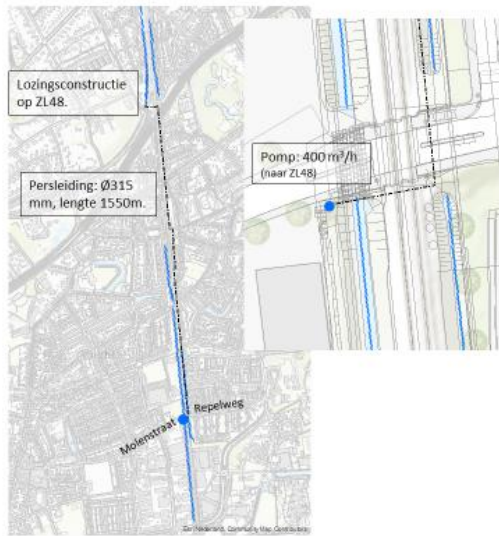 Lozingsconstructie
op ZL48.
Pomp: 400 m³/h
(naar ZL48)
Persleiding: Ø315
mm, lengte 1550m.
Repelweg
Molenstraat
Esri Nederland, Community Map Contributors